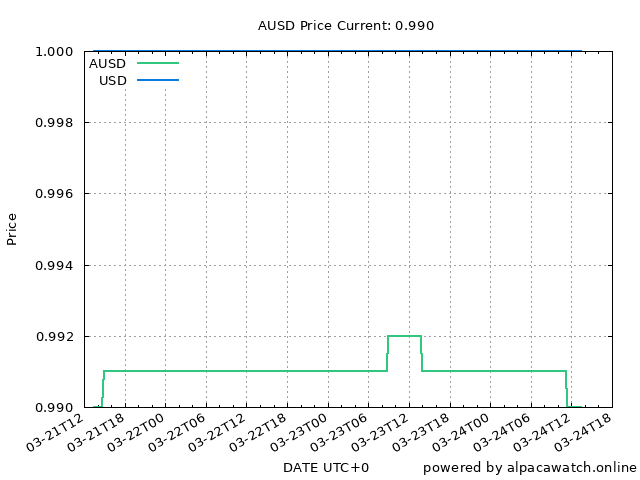 AUSD Price Current: 0.990
1.000
0.998
0.996
0.994
0.992
0.990
Price
AUSD
USD
03-21T12
03-21T18
03-22T00
03-22T06
03-22T12
03-22T18
03-23T00
03-23T06
03-23T12
03-23T18
03-24T00
03-24T06
03-24T12
03-24T18
DATE UTC+0
powered by alpacawatch.online